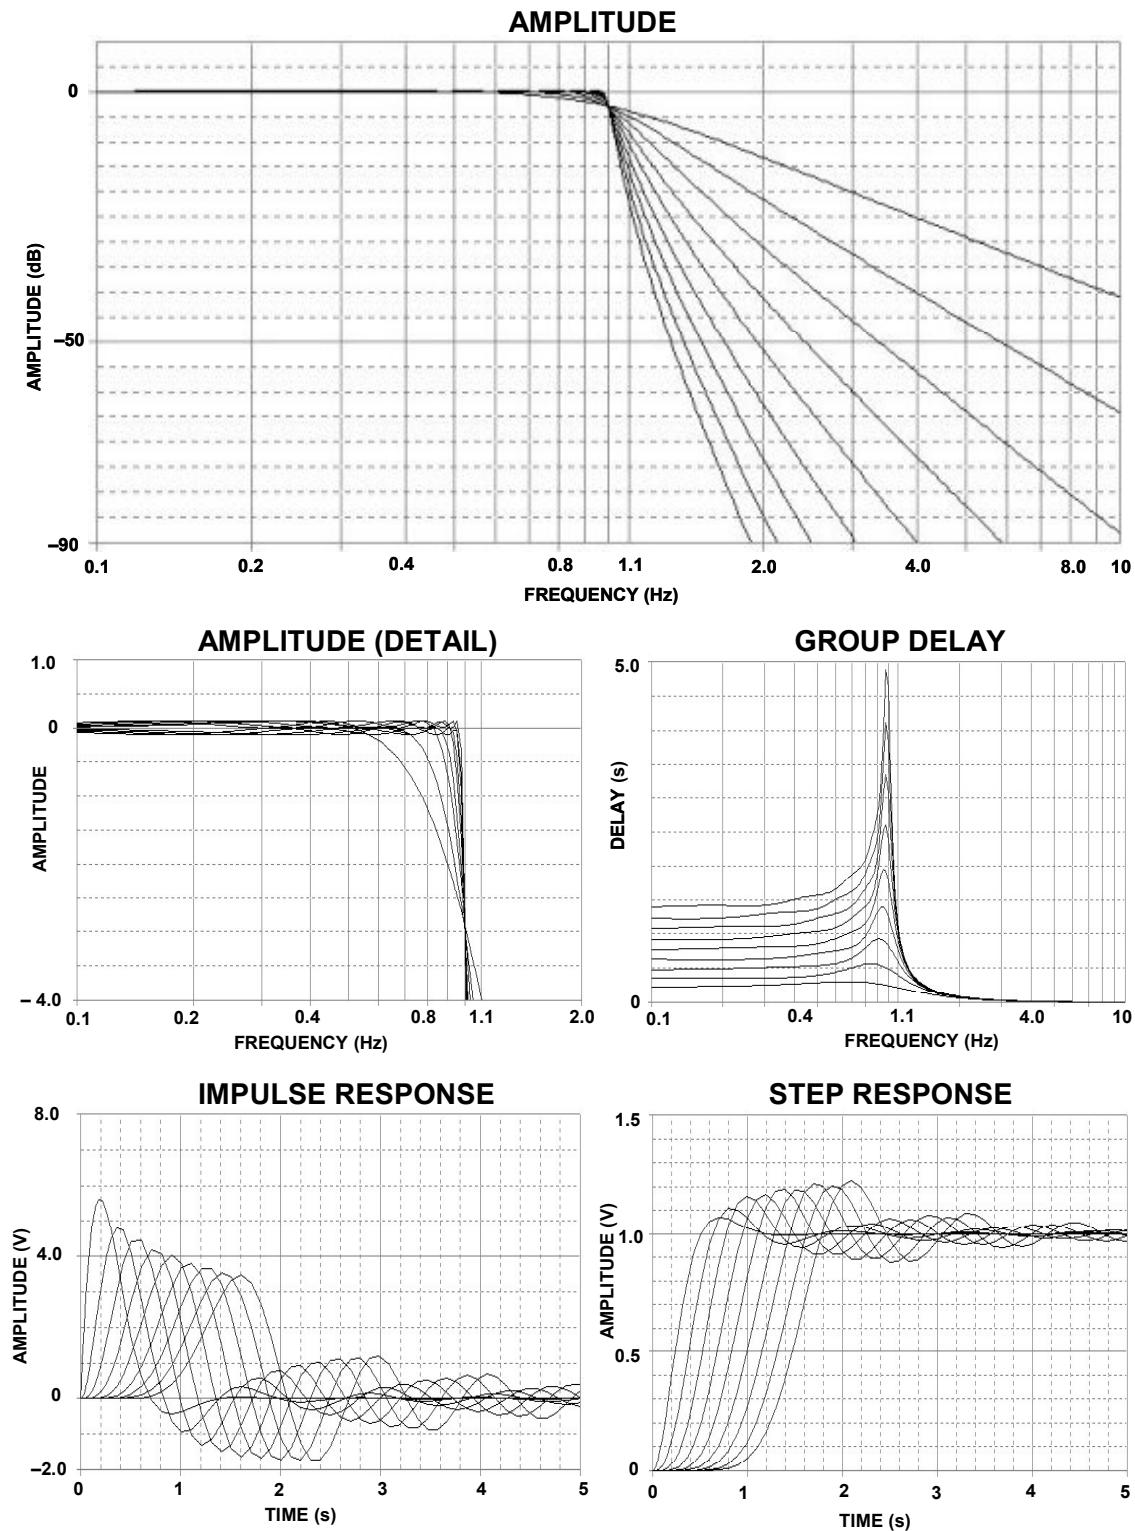 AMPLITUDE
0
–50
–90
AMPLITUDE (dB)
0.1 0.2 0.4 0.8 1.1 2.0 4.0 8.0 10
FREQUENCY (Hz)
AMPLITUDE (DETAIL)
1.0
0
– 4.0
AMPLITUDE
0.1 0.2 0.4 0.8 1.1 2.0
FREQUENCY (Hz)
GROUP DELAY
5.0
0
DELAY (s)
0.1 0.4 1.1 4.0 10
FREQUENCY (Hz)
IMPULSE RESPONSE
8.0
4.0
0
–2.0
AMPLITUDE (V)
0 1 2 3 4 5
TIME (s)
STEP RESPONSE
1.5
1.0
0.5
0
AMPLITUDE (V)
0 1 2 3 4 5
TIME (s)